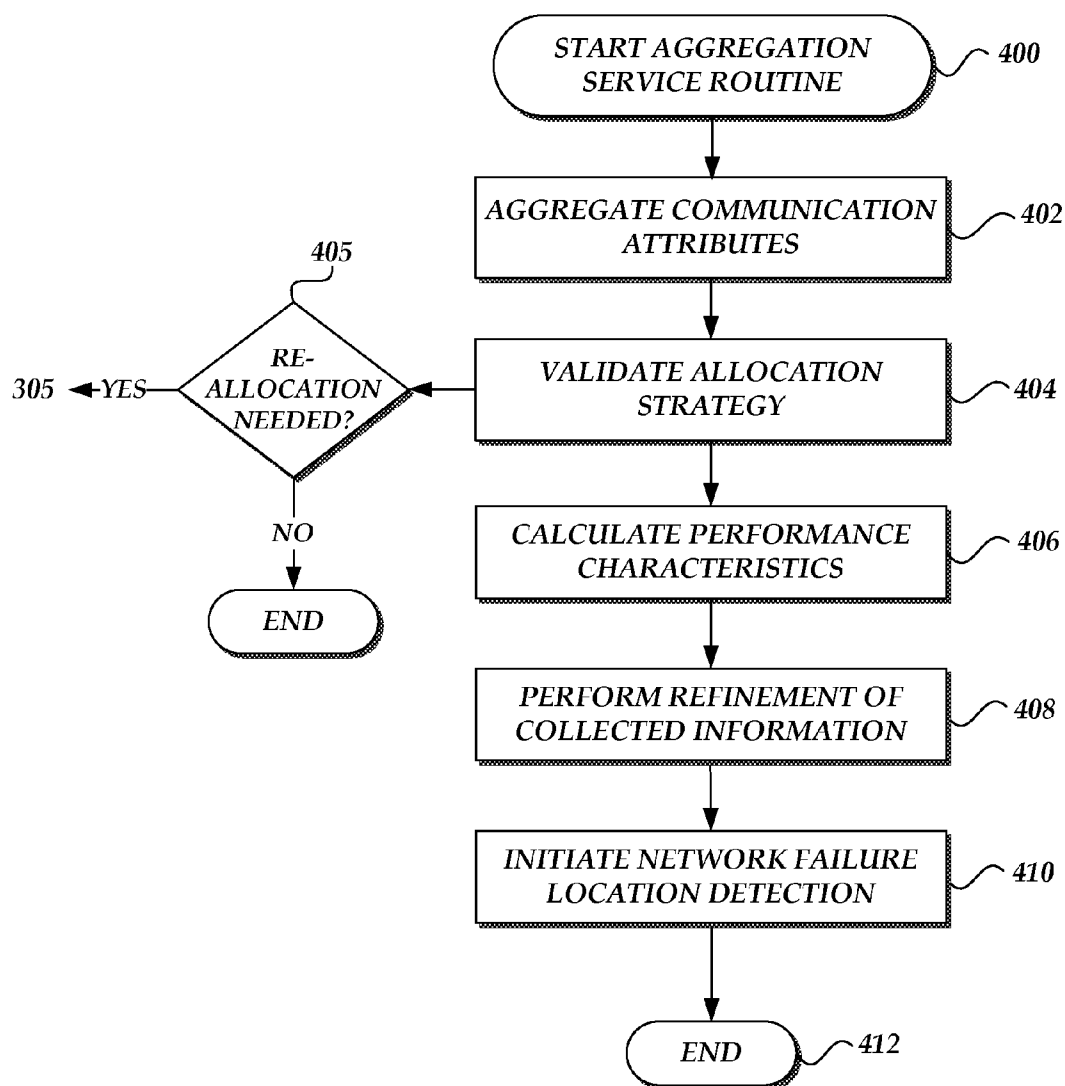 START AGGREGATION
SERVICE ROUTINE
400
AGGREGATE COMMUNICATION
ATTRIBUTES
402
405
RE-
ALLOCATION
NEEDED?
305
YES
VALIDATE ALLOCATION
STRATEGY
404
NO
END
CALCULATE PERFORMANCE
CHARACTERISTICS
406
PERFORM REFINEMENT OF
COLLECTED INFORMATION
408
INITIATE NETWORK FAILURE
LOCATION DETECTION
410
END
412